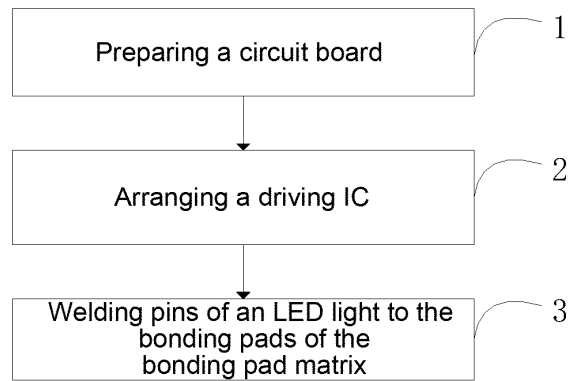 Preparing a circuit board
1
Arranging a driving IC
2
Welding pins of an LED light to the
bonding pads of the
bonding pad matrix
3